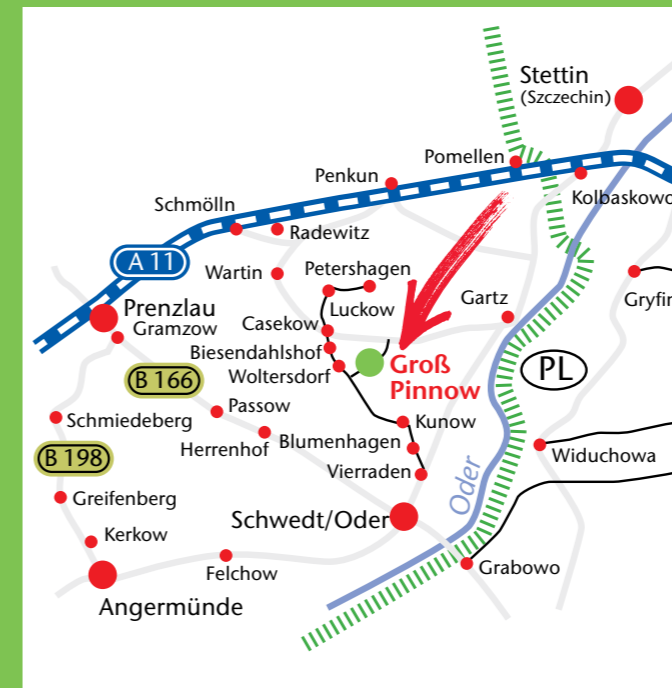 Stettin
(Szczechin)
Pomellen
Penkun
Kolbaskowo
Schmölln
Radewitz
A 11
Wartin
Petershagen
Luckow
Gartz
Gryfin
Prenzlau
Gramzow
Casekow
Biesendahlshof
Woltersdorf
Groß
Pinnow
PL
B 166
Passow
Schmiedeberg
Herrenhof
Kunow
Blumenhagen
Widuchowa
B 198
Vierraden
Oder
Greifenberg
Schwedt/Oder
Kerkow
Felchow
Grabowo
Angermünde